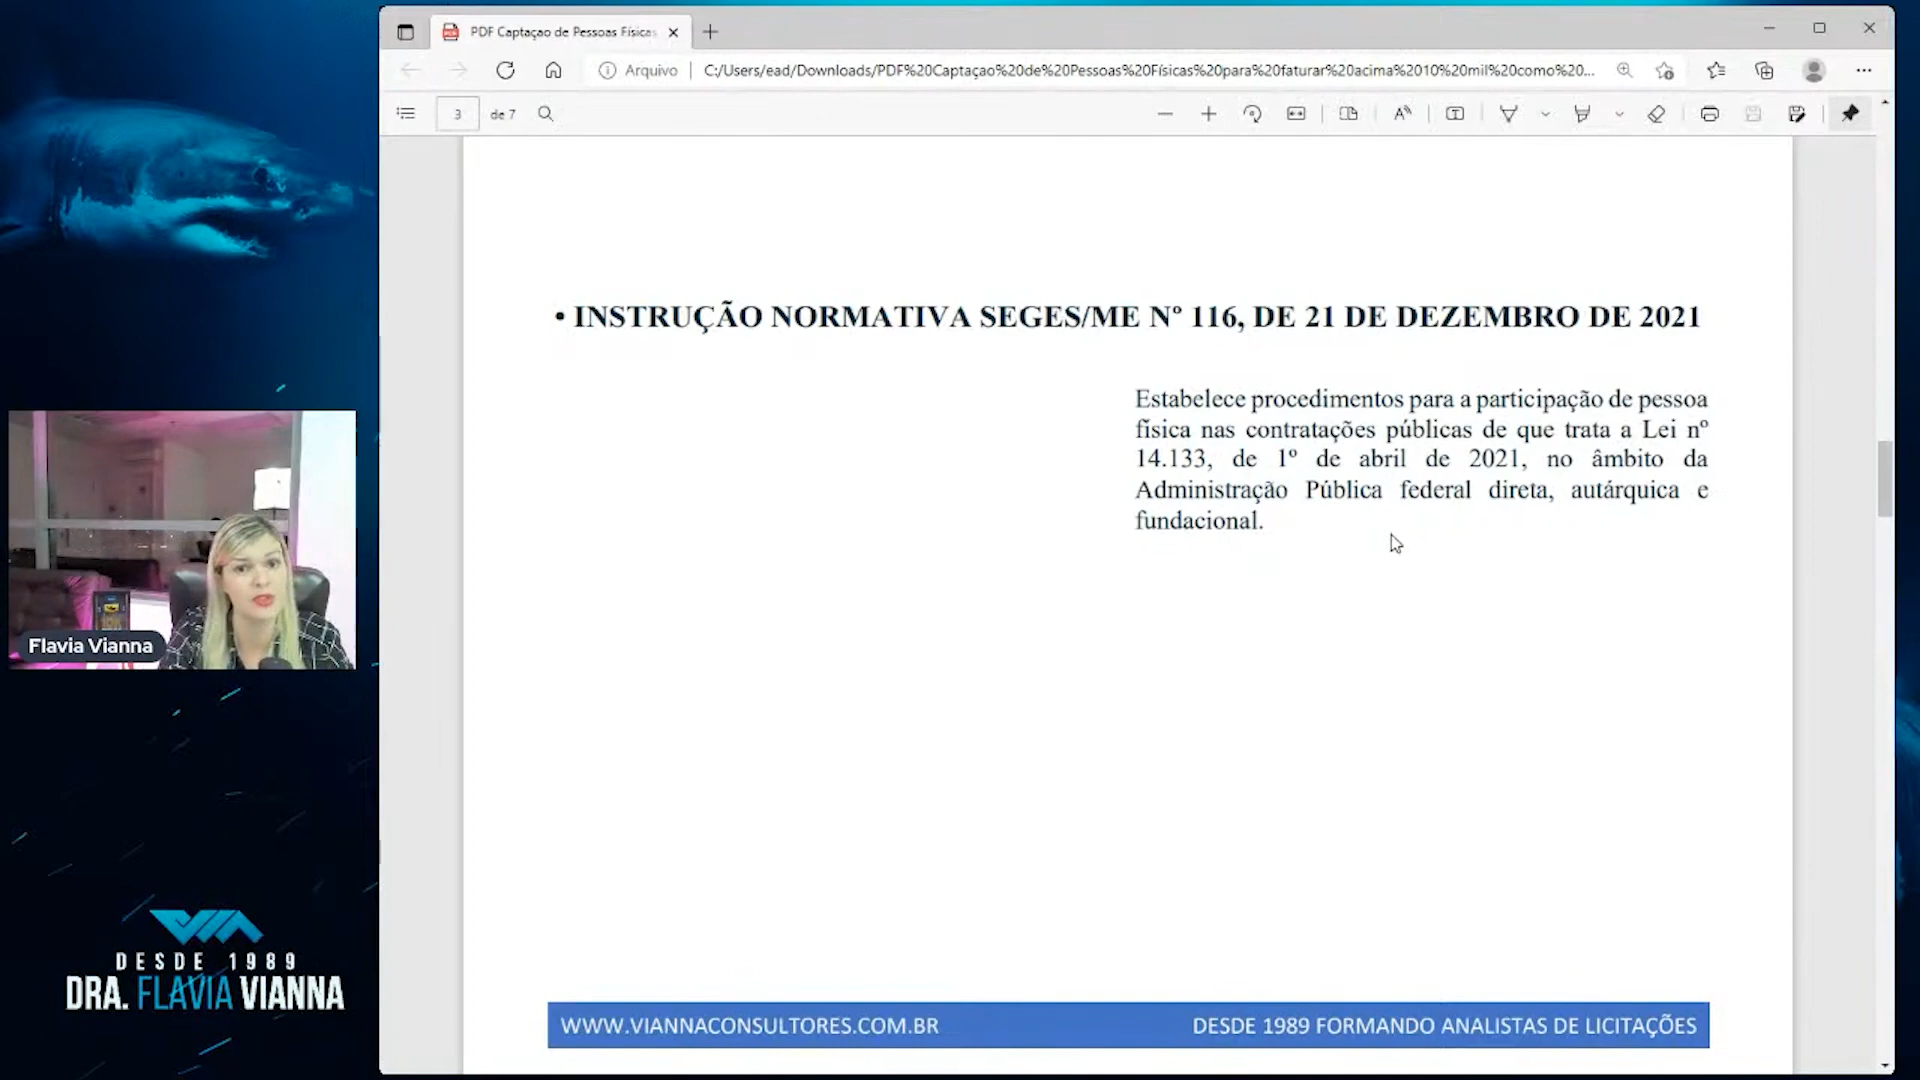 PDF Captaçao de Pessoas Físicas
Arquivo
C:/Users/ead/Downloads/PDF%20Captaçao%20de%20Pessoas%20Físicas%20para%20faturar%20acima%2010%20mil%20como%20...
3 de 7
• INSTRUÇÃO NORMATIVA SEGES/ME Nº 116, DE 21 DE DEZEMBRO DE 2021
Estabelece procedimentos para a participação de pessoa
física nas contratações públicas de que trata a Lei nº
14.133, de 1º de abril de 2021, no âmbito da
Administração Pública federal direta, autárquica e
fundacional.
Flavia Vianna
DESDE 1989
DRA. FLAVIA VIANNA
WWW.VIANNACONSULTORES.COM.BR
DESDE 1989 FORMANDO ANALISTAS DE LICITAÇÕES